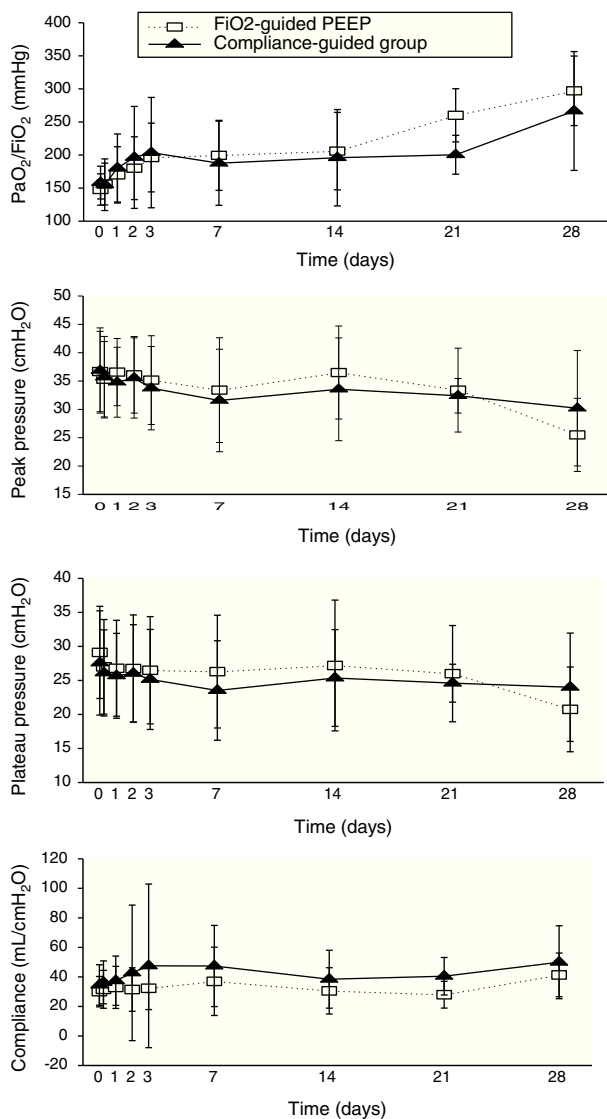 FiO2-guided PEEP
Compliance-guided group
PaO₂/FiO₂ (mmHg)
400
350
300
250
200
150
100
0 1 2 3 7 14 21 28
Time (days)
Peak pressure (cmH₂O)
50
45
40
35
30
25
20
15
0 1 2 3 7 14 21 28
Time (days)
Plateau pressure (cmH₂O)
40
35
30
25
20
15
10
0 1 2 3 7 14 21 28
Time (days)
Compliance (mL/cmH₂O)
120
100
80
60
40
20
0
-20
0 1 2 3 7 14 21 28
Time (days)